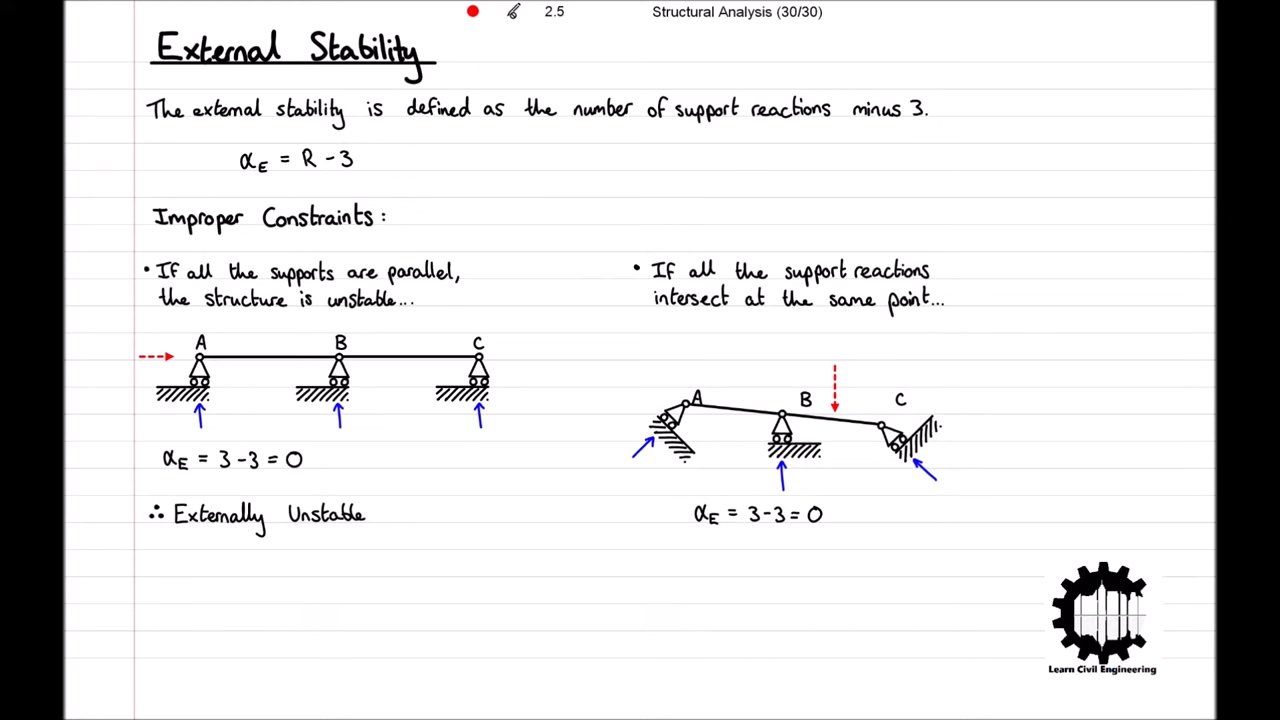 2.5
Structural Analysis (30/30)
External Stability
The external stability is defined as the number of support reactions minus 3.
αE = R - 3
Improper Constraints:
• If all the supports are parallel,
the structure is unstable...
A B C
αE = 3 - 3 = 0
∴ Externally Unstable
• If all the support reactions
intersect at the same point...
A B C
αE = 3 - 3 = 0
Learn Civil Engineering